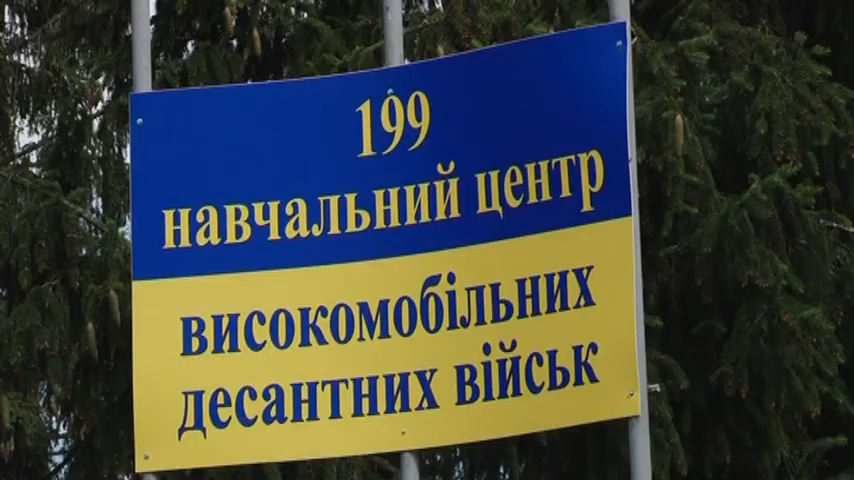 199
навчальний центр
високомобільних
десантних військ